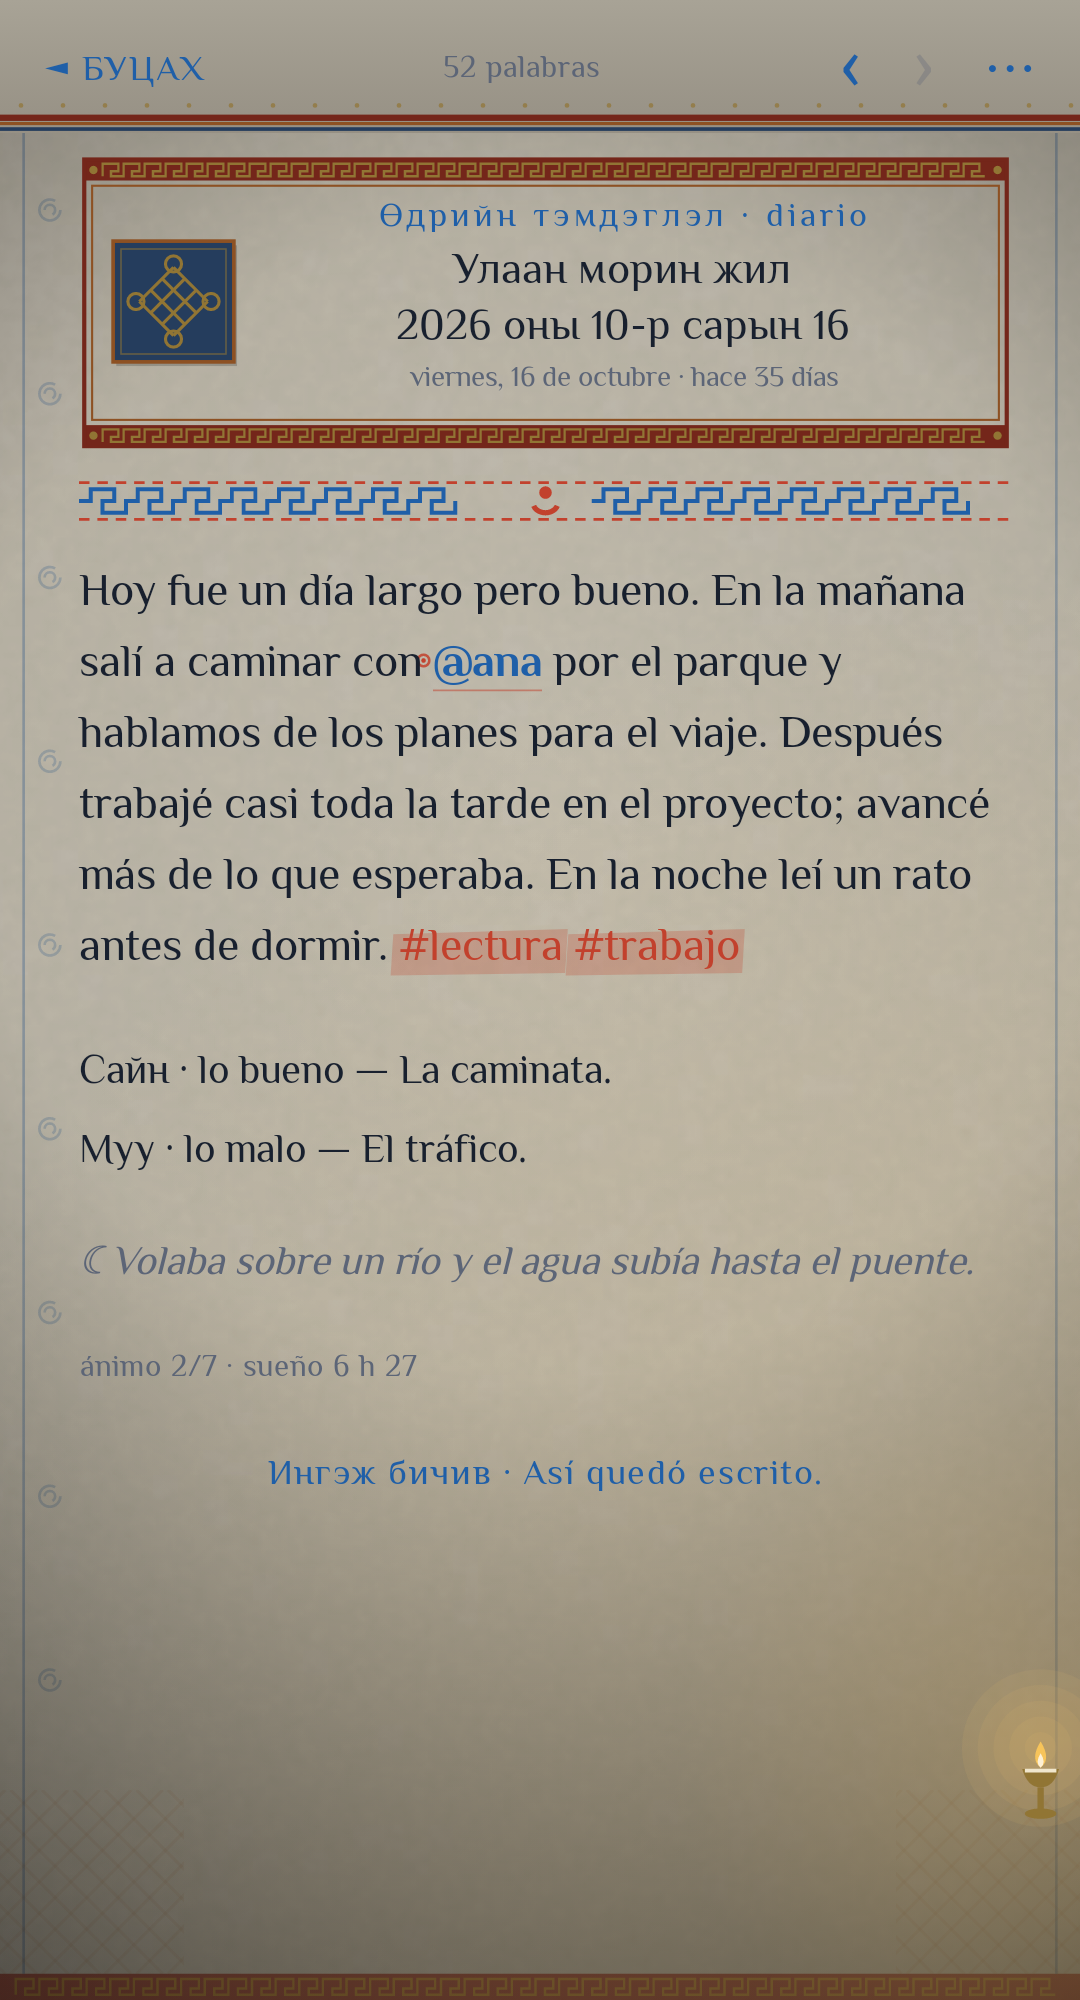 ◄ БУЦАХ
52 palabras
Өдрийн тэмдэглэл · diario
Улаан морин жил
2026 оны 10-р сарын 16
viernes, 16 de octubre · hace 35 días
Hoy fue un día largo pero bueno. En la mañana
salí a caminar con @ana por el parque y
hablamos de los planes para el viaje. Después
trabajé casi toda la tarde en el proyecto; avancé
más de lo que esperaba. En la noche leí un rato
antes de dormir. #lectura #trabajo
Сайн · lo bueno — La caminata.
Муу · lo malo — El tráfico.
☾ Volaba sobre un río y el agua subía hasta el puente.
ánimo 2/7 · sueño 6 h 27
Ингэж бичив · Así quedó escrito.